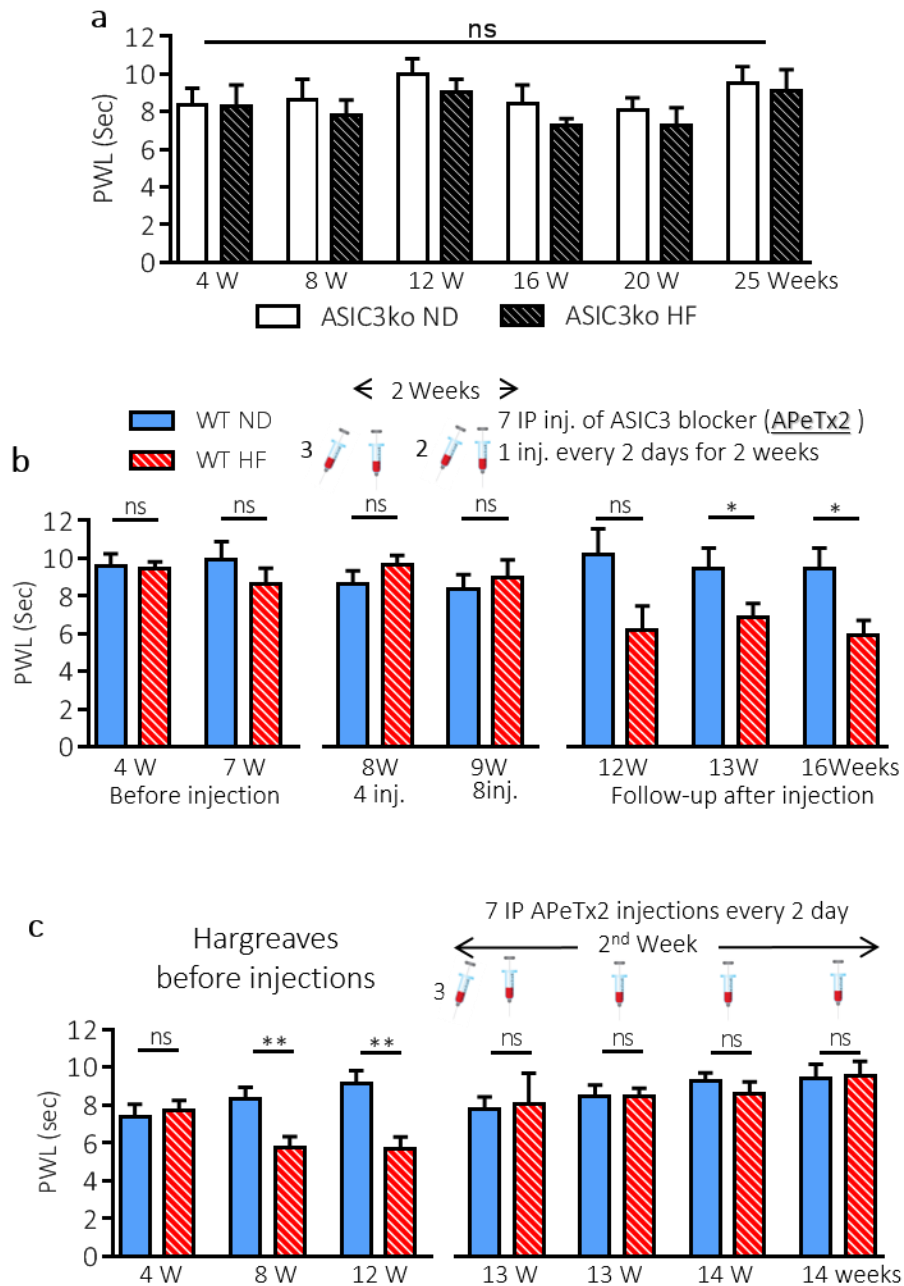 a
ns
12
10
8
6
4
2
0
PWL (Sec)
4 W 8 W 12 W 16 W 20 W 25 Weeks
ASIC3ko ND ASIC3ko HF
2 Weeks
WT ND
WT HF
3 2
7 IP inj. of ASIC3 blocker (APeTx2 )
1 inj. every 2 days for 2 weeks
b
ns ns ns ns ns * *
12
10
8
6
4
2
0
PWL (Sec)
4 W 7 W 8W 9W 12W 13W 16Weeks
Before injection 4 inj. 8inj. Follow-up after injection
c
7 IP APeTx2 injections every 2 day
2nd Week
Hargreaves
before injections
3
ns ** ** ns ns ns ns
12
10
8
6
4
2
0
PWL (sec)
4 W 8 W 12 W 13 W 13 W 14 W 14 weeks